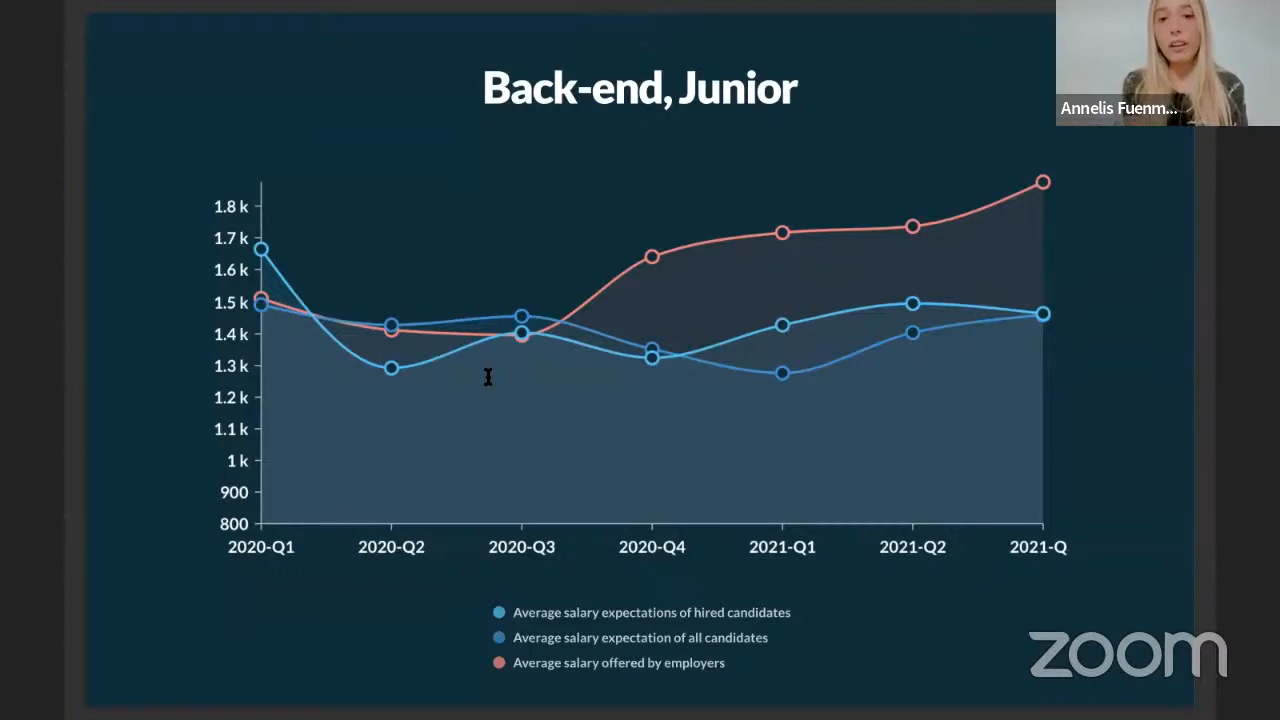 Back-end, Junior
Annelis Fuenm...
1.8 k
1.7 k
1.6 k
1.5 k
1.4 k
1.3 k
1.2 k
1.1 k
1 k
900
800
2020-Q1 2020-Q2 2020-Q3 2020-Q4 2021-Q1 2021-Q2 2021-Q
Average salary expectations of hired candidates
Average salary expectation of all candidates
Average salary offered by employers
zoom